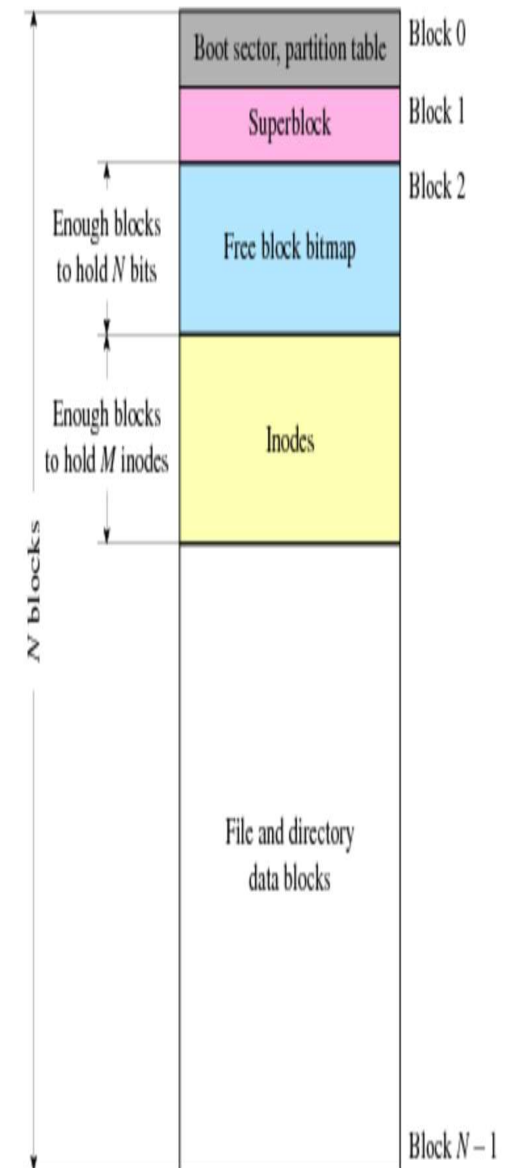 Boot sector, partition table
Block 0
Superblock
Block 1
Block 2
Enough blocks
to hold N bits
Free block bitmap
Enough blocks
to hold M inodes
Inodes
N blocks
File and directory
data blocks
Block N – 1